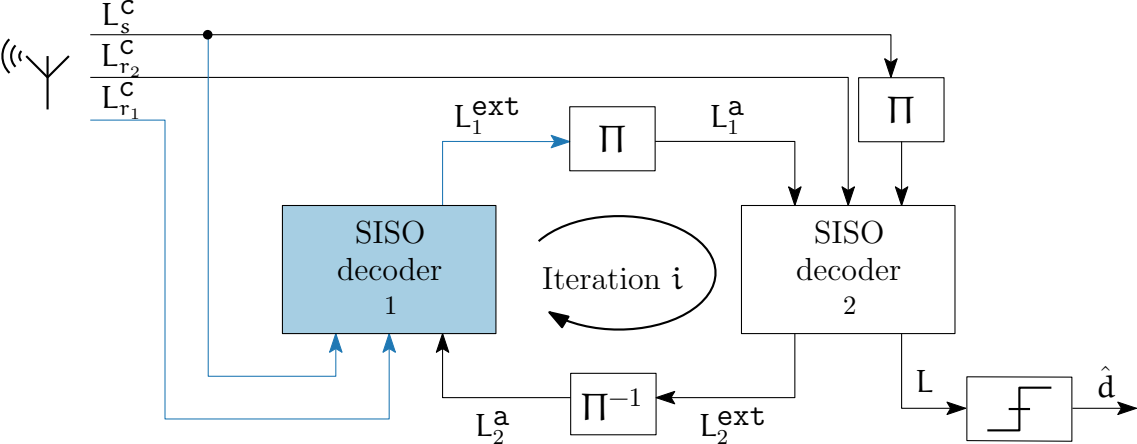 L_s^c
L_{r_2}^c
L_{r_1}^c
L_1^{ext}
Π
L_1^a
Π
SISO
decoder
1
Iteration i
SISO
decoder
2
L_2^a
Π^{-1}
L_2^{ext}
L
d̂